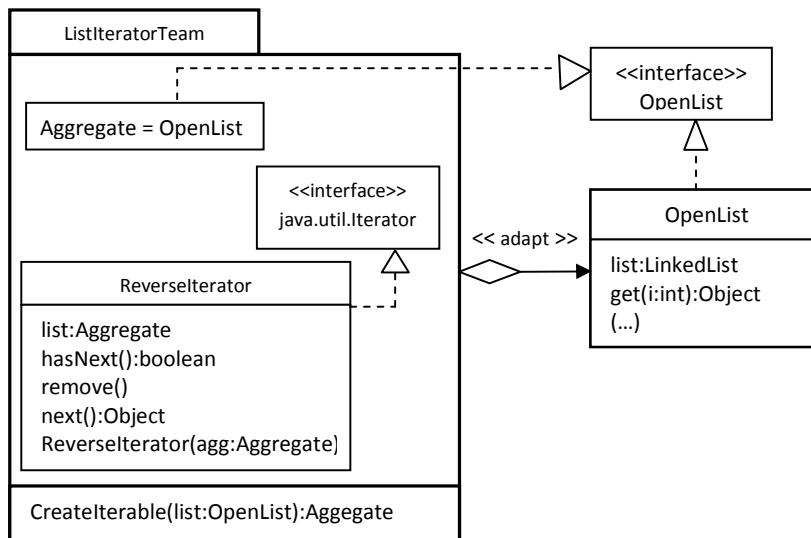 ListIteratorTeam
<<interface>>
OpenList
Aggregate = OpenList
<<interface>>
java.util.Iterator
OpenList
list:LinkedList
get(i:int):Object
(...)
<< adapt >>
ReverseIterator
list:Aggregate
hasNext():boolean
remove()
next():Object
ReverseIterator(agg:Aggregate)
CreateIterable(list:OpenList):Aggegate